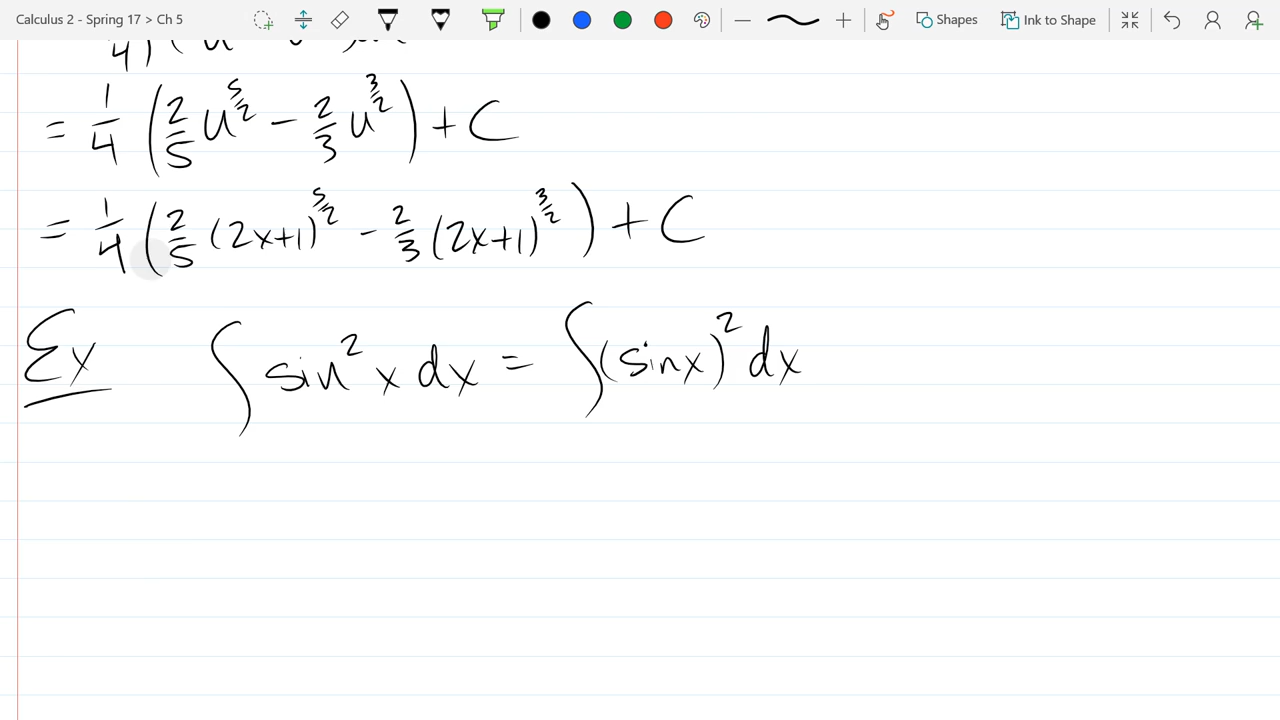 Calculus 2 - Spring 17 > Ch 5 Shapes Ink to Shape
= 1/4 (2/5 u^(5/2) - 2/3 u^(3/2)) + C
= 1/4 (2/5 (2x+1)^(5/2) - 2/3 (2x+1)^(3/2)) + C
Ex ∫ sin² x dx = ∫(sin x)² dx